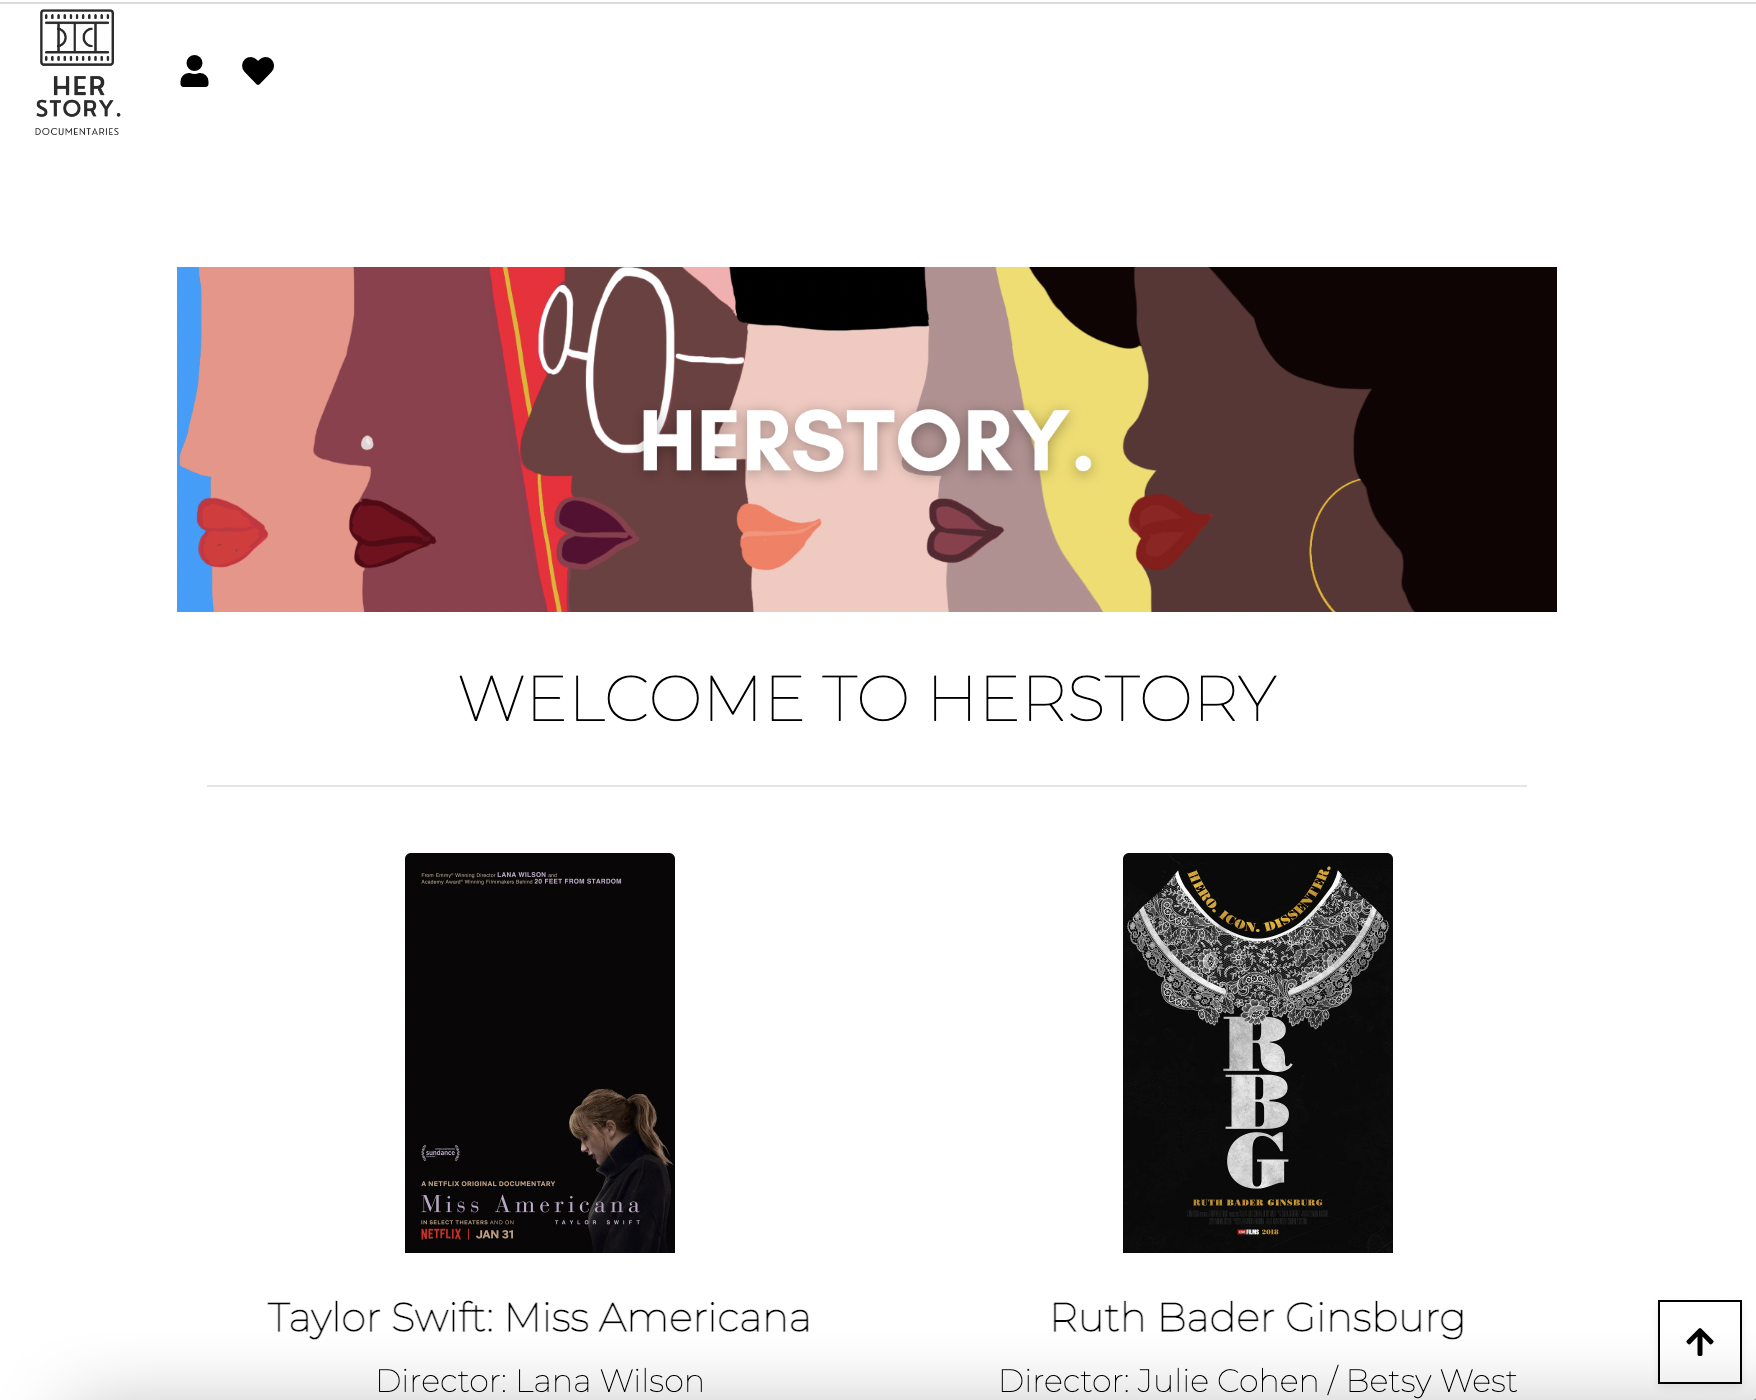 HER
STORY.
DOCUMENTARIES
HERSTORY.
WELCOME TO HERSTORY
From Emmy® Winning Director LANA WILSON and
Academy Award® Winning Filmmakers Behind 20 FEET FROM STARDOM
sundance
A NETFLIX ORIGINAL DOCUMENTARY
Miss Americana
IN SELECT THEATERS AND ON
TAYLOR SWIFT
NETFLIX | JAN 31
HERO. ICON. DISSENTER.
R
B
G
RUTH BADER GINSBURG
FILMS 2018
Taylor Swift: Miss Americana
Ruth Bader Ginsburg
Director: Lana Wilson
Director: Julie Cohen / Betsy West